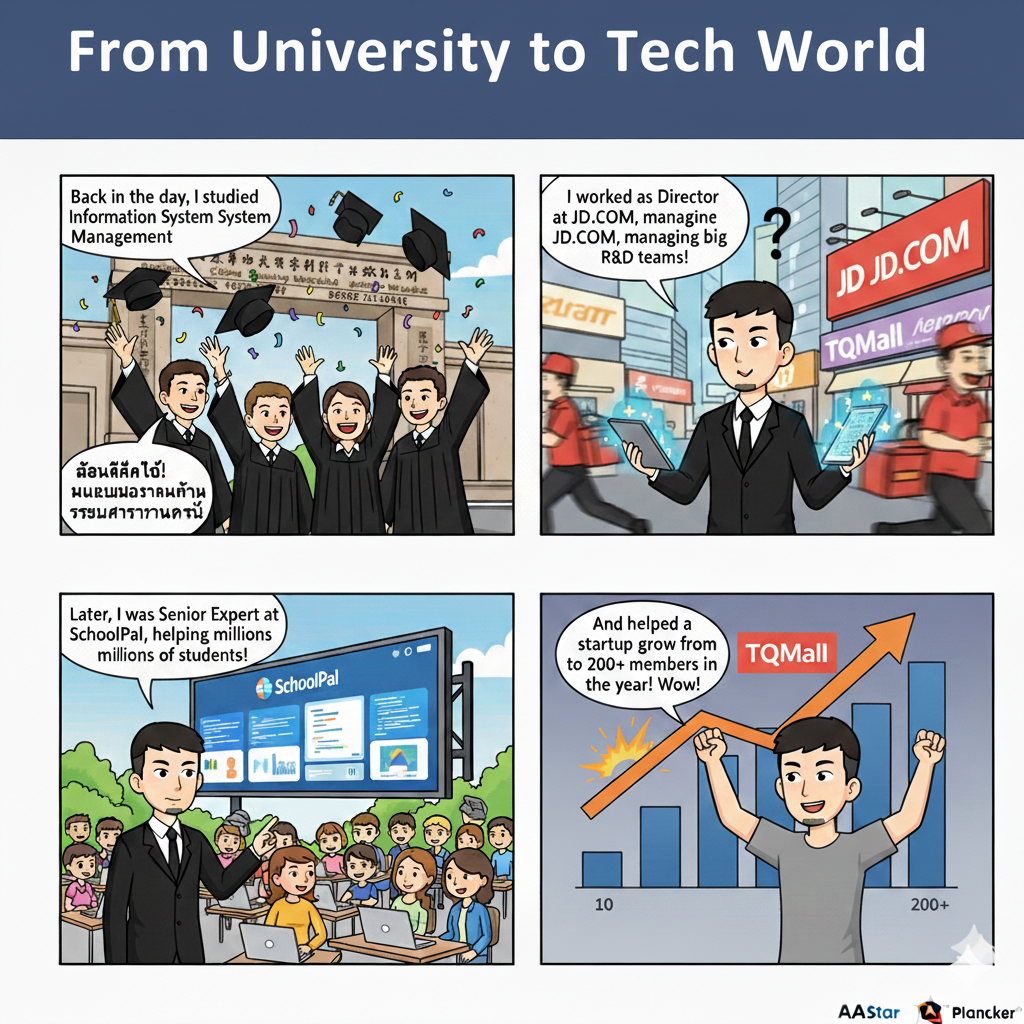 From University to Tech World
Back in the day, I studied
Information System System
Management
I worked as Director
at JD.COM, managine
JD.COM, managing big
R&D teams!
?
JD JD.COM
TQMall
Later, I was Senior Expert at
SchoolPal, helping millions
millions of students!
SchoolPal
And helped a
startup grow from
to 200+ members in
the year! Wow!
TQMall
10
200+
AAStar
Plancker